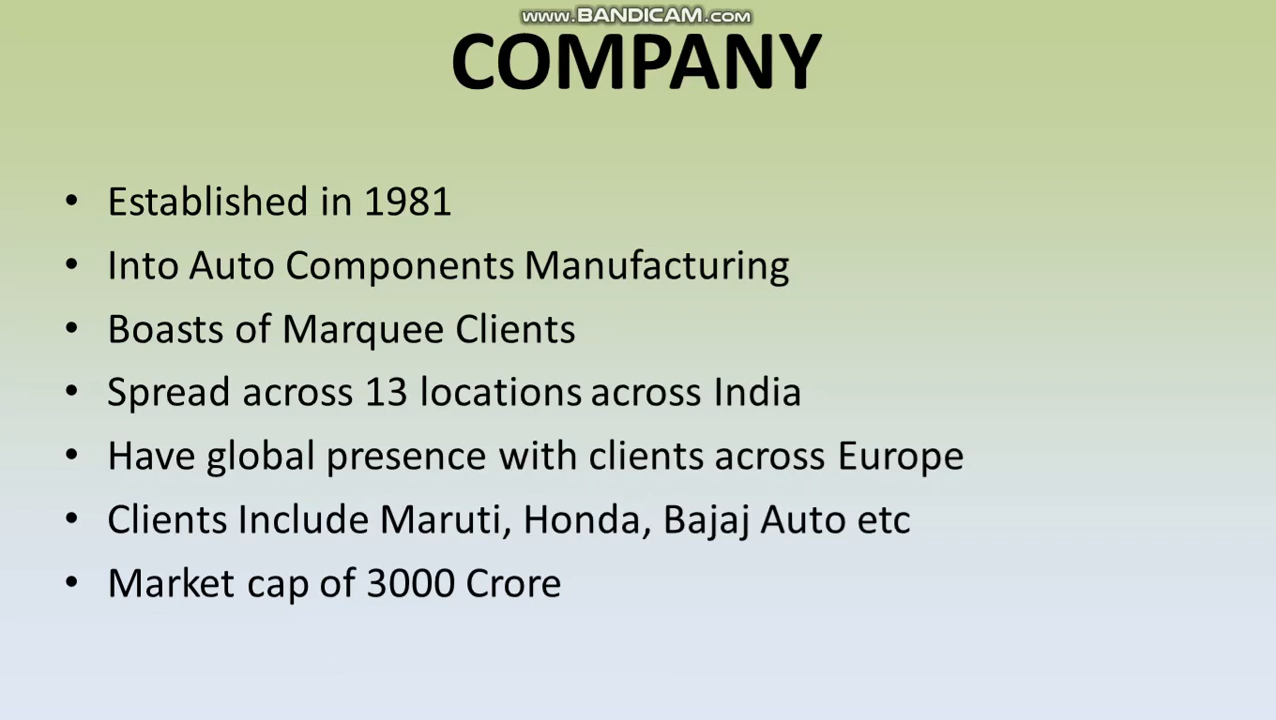 www.BANDICAM.com
COMPANY
• Established in 1981
• Into Auto Components Manufacturing
• Boasts of Marquee Clients
• Spread across 13 locations across India
• Have global presence with clients across Europe
• Clients Include Maruti, Honda, Bajaj Auto etc
• Market cap of 3000 Crore